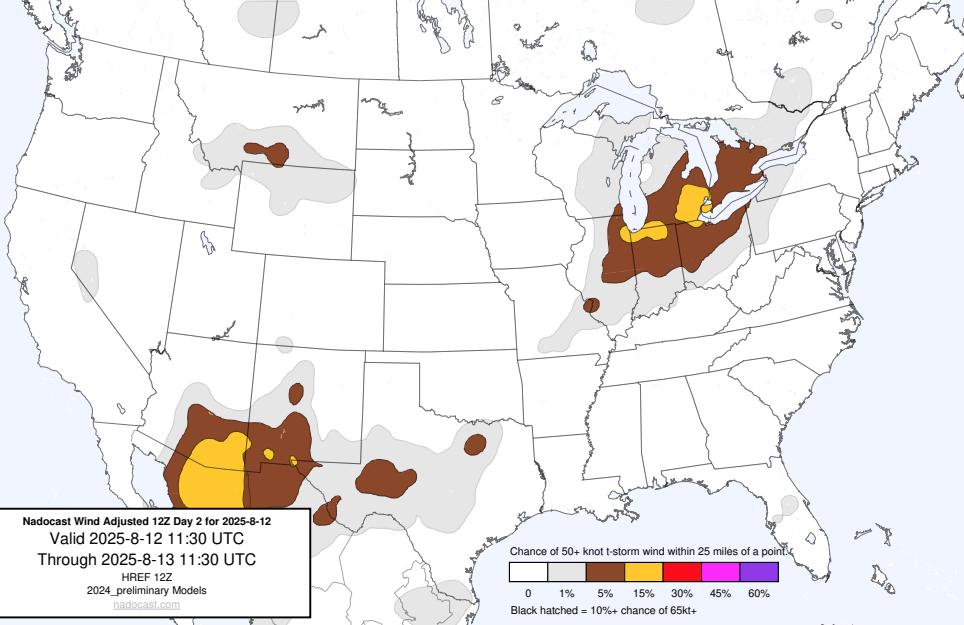 Nadocast Wind Adjusted 12Z Day 2 for 2025-8-12
Valid 2025-8-12 11:30 UTC
Through 2025-8-13 11:30 UTC
HREF 12Z
2024_preliminary Models
nadocast.com
Chance of 50+ knot t-storm wind within 25 miles of a point.
0 1% 5% 15% 30% 45% 60%
Black hatched = 10%+ chance of 65kt+